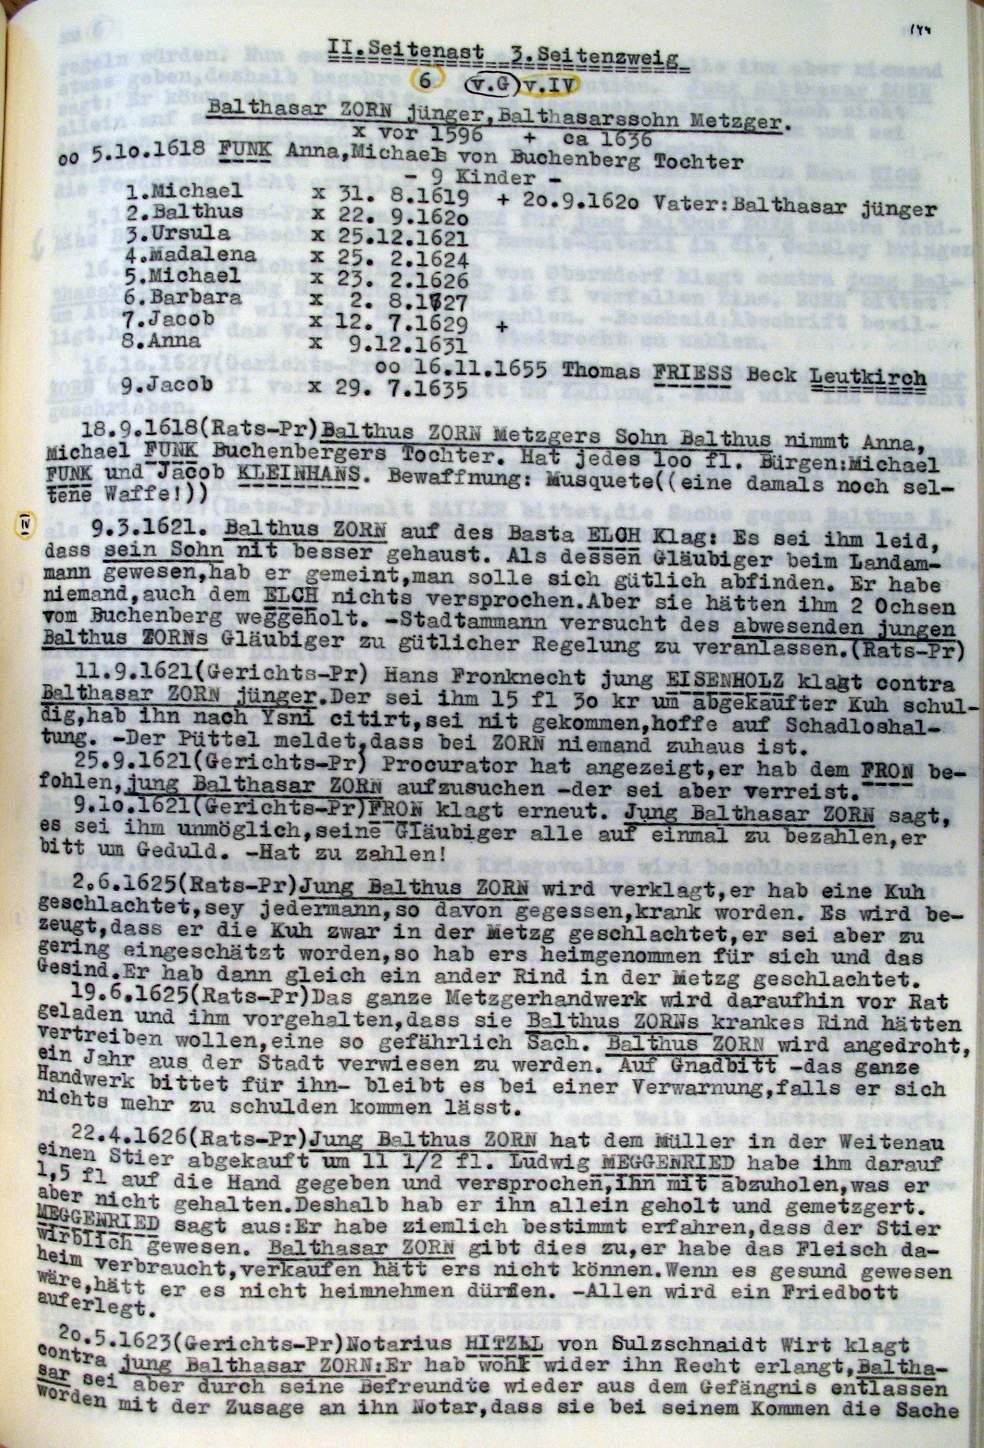 II.Seitenast 3.Seitenzweig
6 v.G v.IV
Balthasar ZORN jünger,Balthasarssohn Metzger.
x vor 1596 + ca 1636
oo 5.10.1618 FUNK Anna,Michaels von Buchenberg Tochter
- 9 Kinder -
1.Michael x 31. 8.1619 + 20.9.1620 Vater:Balthasar jünger
2.Balthus x 22. 9.1620
3.Ursula x 25.12.1621
4.Madalena x 25. 2.1624
5.Michael x 23. 2.1626
6.Barbara x 2. 8.1627
7.Jacob x 12. 7.1629 +
8.Anna x 9.12.1631
oo 16.11.1655 Thomas FRIESS Beck Leutkirch
9.Jacob x 29. 7.1635
18.9.1618(Rats-Pr)Balthus ZORN Metzgers Sohn Balthus nimmt Anna,
Michael FUNK Buchenbergers Tochter. Hat jedes 100 fl. Bürgen:Michael
FUNK und Jacob KLEINHANS. Bewaffnung: Musquete((eine damals noch sel-
tene Waffe!))
IV
9.3.1621. Balthus ZORN auf des Basta ELCH Klag: Es sei ihm leid,
dass sein Sohn nit besser gehaust. Als dessen Gläubiger beim Landam-
mann gewesen,hab er gemeint,man solle sich gütlich abfinden. Er habe
niemand,auch dem ELCH nichts versprochen.Aber sie hätten ihm 2 Ochsen
vom Buchenberg weggeholt. -Stadtammann versucht des abwesenden jungen
Balthus ZORNs Gläubiger zu gütlicher Regelung zu veranlassen.(Rats-Pr)
11.9.1621(Gerichts-Pr) Hans Fronknecht jung EISENHOLZ klagt contra
Balthasar ZORN jünger.Der sei ihm 15 fl 30 kr um abgekaufter Kuh schul-
dig,hab ihn nach Ysni citirt,sei nit gekommen,hoffe auf Schadloshal-
tung. -Der Püttel meldet,dass bei ZORN niemand zuhaus ist.
25.9.1621(Gerichts-Pr) Procurator hat angezeigt,er hab dem FRON be-
fohlen,jung Balthasar ZORN aufzusuchen -der sei aber verreist.
9.10.1621(Gerichts-Pr)FRON klagt erneut. Jung Balthasar ZORN sagt,
es sei ihm unmöglich,seine Gläubiger alle auf einmal zu bezahlen,er
bitt um Geduld. -Hat zu zahlen!
2.6.1625(Rats-Pr)Jung Balthus ZORN wird verklagt,er hab eine Kuh
geschlachtet,sey jedermann,so davon gegessen,krank worden. Es wird be-
zeugt,dass er die Kuh zwar in der Metzg geschlachtet,er sei aber zu
gering eingeschätzt worden,so hab ers heimgenommen für sich und das
Gesind.Er hab dann gleich ein ander Rind in der Metzg geschlachtet.
19.6.1625(Rats-Pr)Das ganze Metzgerhandwerk wird daraufhin vor Rat
geladen und ihm vorgehalten,dass sie Balthus ZORNs krankes Rind hätten
vertreiben wollen,eine so gefährlich Sach. Balthus ZORN wird angedroht,
ein Jahr aus der Stadt verwiesen zu werden. Auf Gnadbitt -das ganze
Handwerk bittet für ihn- bleibt es bei einer Verwarnung,falls er sich
nichts mehr zu schulden kommen lässt.
22.4.1626(Rats-Pr)Jung Balthus ZORN hat dem Müller in der Weitenau
einen Stier abgekauft um 11 1/2 fl. Ludwig MEGGENRIED habe ihm darauf
1,5 fl auf die Hand gegeben und versprochen,ihn mit abzuholen,was er
aber nicht gehalten.Deshalb hab er ihn allein geholt und gemetzgert.
MEGGENRIED sagt aus:Er habe ziemlich bestimmt erfahren,dass der Stier
wirblich gewesen. Balthasar ZORN gibt dies zu,er habe das Fleisch da-
heim verbraucht,verkaufen hätt ers nicht können.Wenn es gesund gewesen
wäre,hätt er es nicht heimnehmen dürfen. -Allen wird ein Friedbott
auferlegt.
20.5.1623(Gerichts-Pr)Notarius HITZEL von Sulzschnaidt Wirt klagt
contra jung Balthasar ZORN:Er hab wohl wider ihn Recht erlangt,Baltha-
sar sei aber durch seine Befreundte wieder aus dem Gefängnis entlassen
worden mit der Zusage an ihn Notar,dass sie bei seinem Kommen die Sache